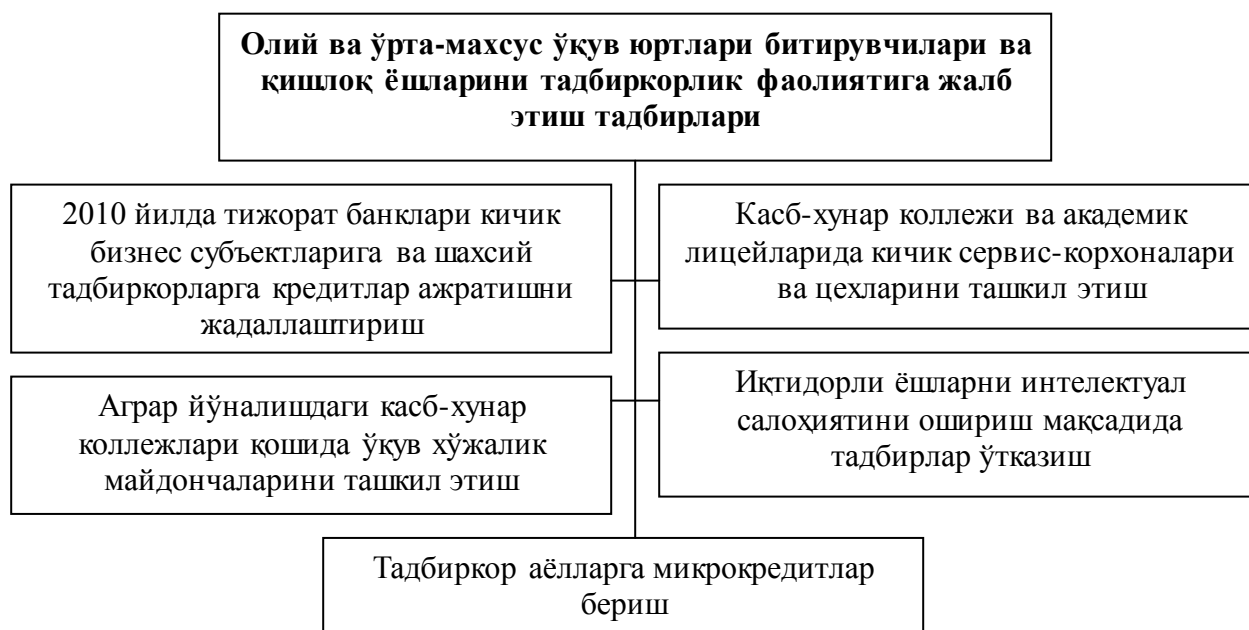 Олий ва ўрта-махсус ўқув юртлари битирувчилари ва
қишлоқ ёшларини тадбиркорлик фаолиятига жалб
этиш тадбирлари
2010 йилда тижорат банклари кичик
бизнес субъектларига ва шахсий
тадбиркорларга кредитлар ажратишни
жадаллаштириш
Касб-хунар коллежи ва академик
лицейларида кичик сервис-корхоналари
ва цехларини ташкил этиш
Аграр йўналишдаги касб-хунар
коллежлари қошида ўқув хўжалик
майдончаларини ташкил этиш
Иқтидорли ёшларни интелектуал
салоҳиятини ошириш мақсадида
тадбирлар ўтказиш
Тадбиркор аёлларга микрокредитлар
бериш